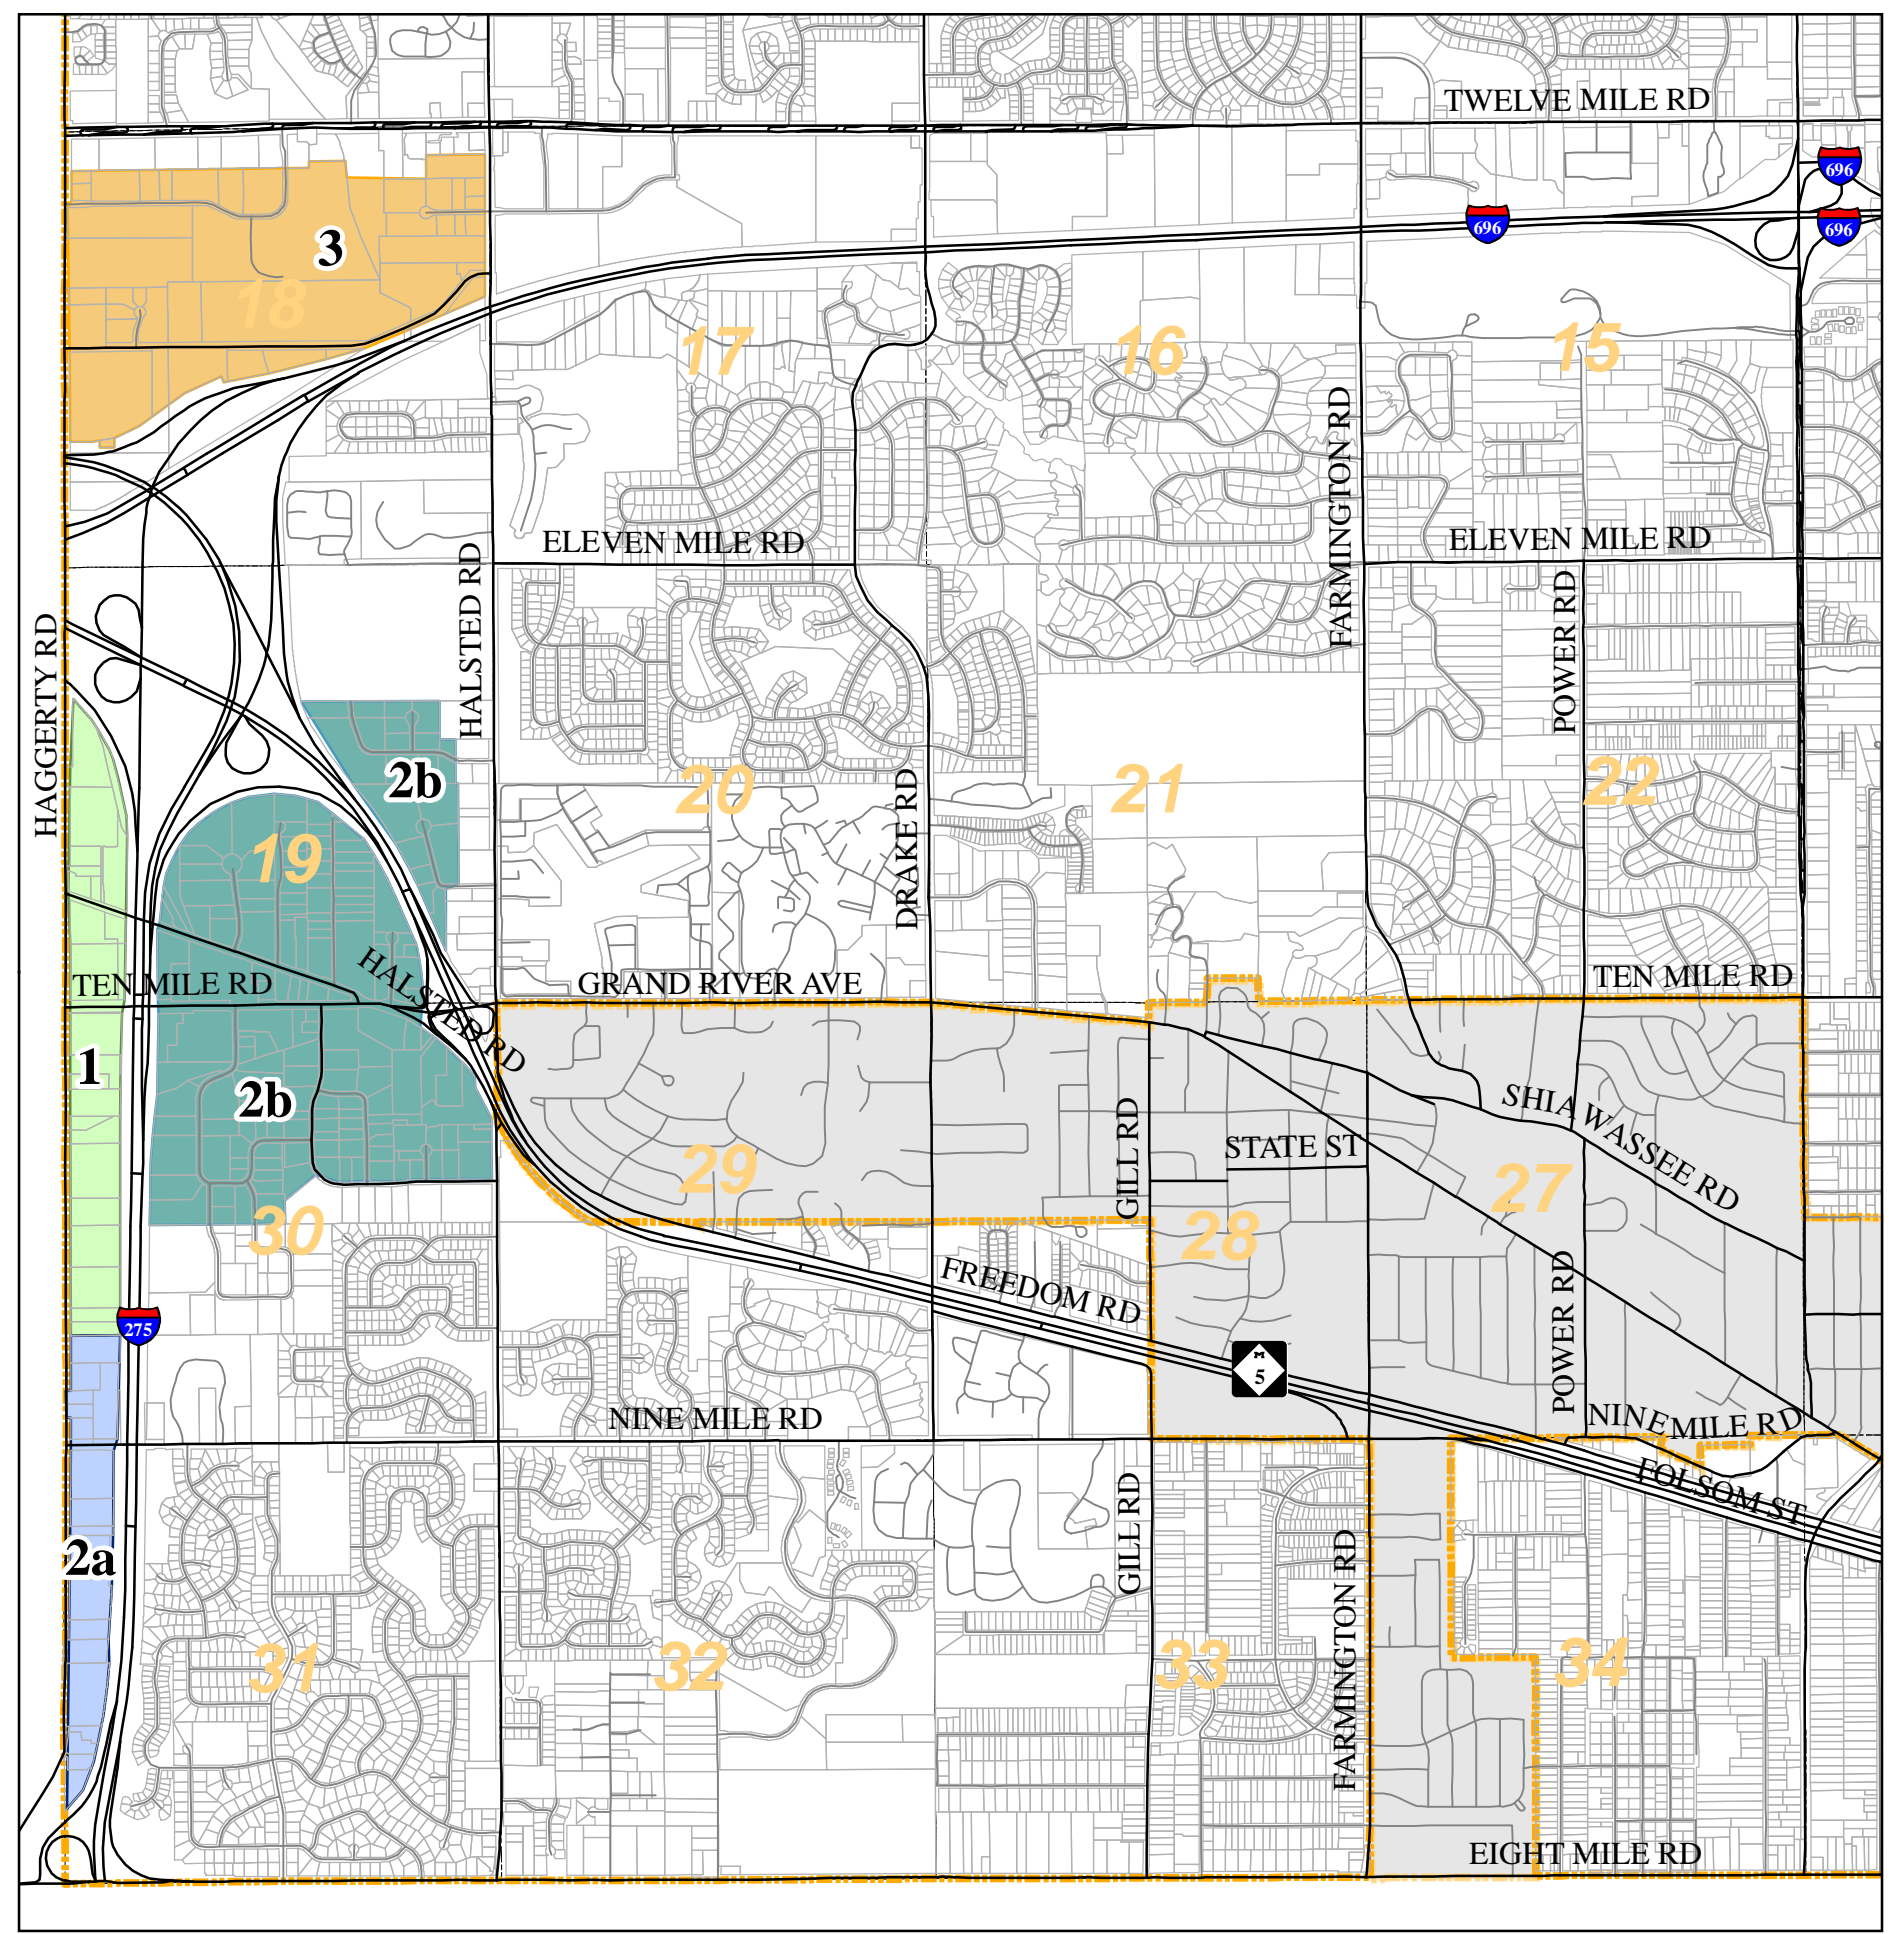 TWELVE MILE RD
696
696
696
3
18
17
16
15
FARMINGTON RD
ELEVEN MILE RD
ELEVEN MILE RD
HALSTED RD
POWER RD
HAGGERTY RD
2b
20
21
22
DRAKE RD
19
HALSTED RD
TEN MILE RD
GRAND RIVER AVE
TEN MILE RD
1
2b
SHIAWASSEE RD
GILL RD
STATE ST
29
27
28
30
POWER RD
FREEDOM RD
275
M
5
NINE MILE RD
NINE MILE RD
FOLSOM ST
GILL RD
2a
FARMINGTON RD
31
32
33
34
EIGHT MILE RD